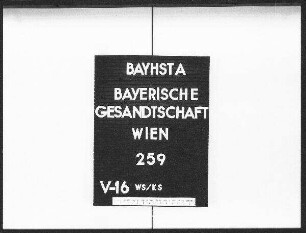 BAYHSTA
BAYERISCHE
GESANDTSCHAFT
WIEN
259
V-16 WS/KS